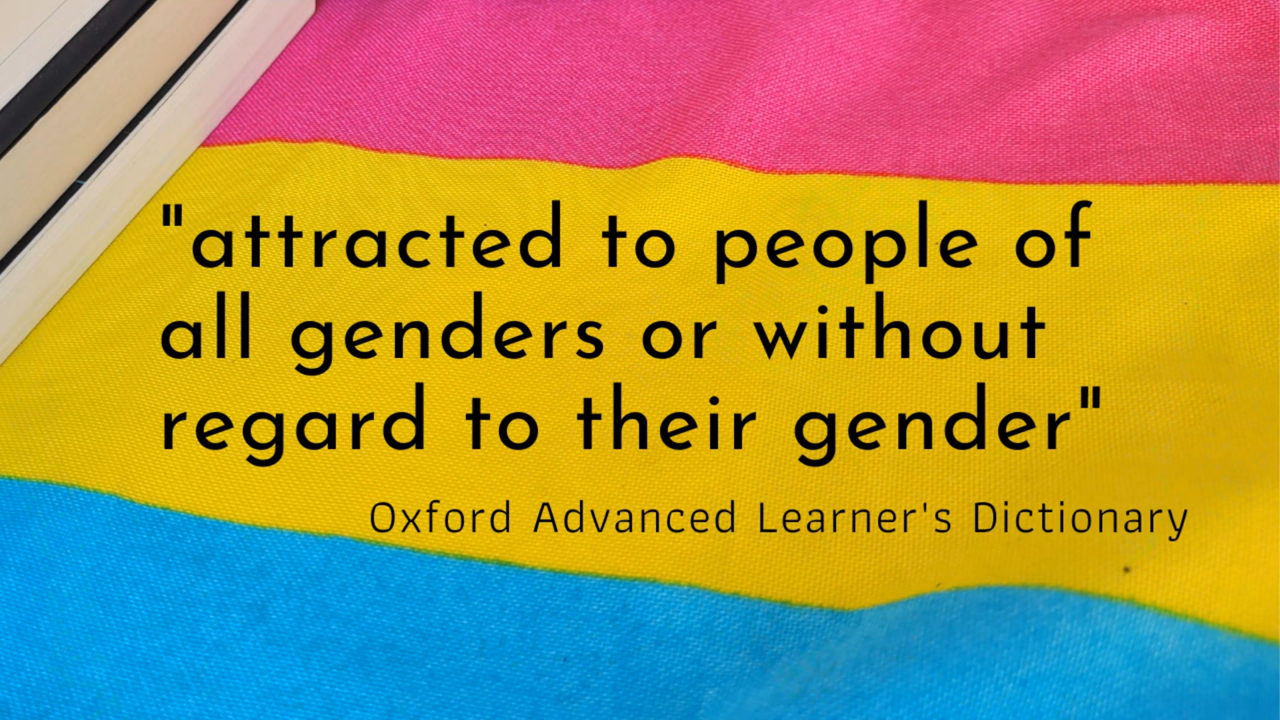 "attracted to people of
all genders or without
regard to their gender"
Oxford Advanced Learner's Dictionary